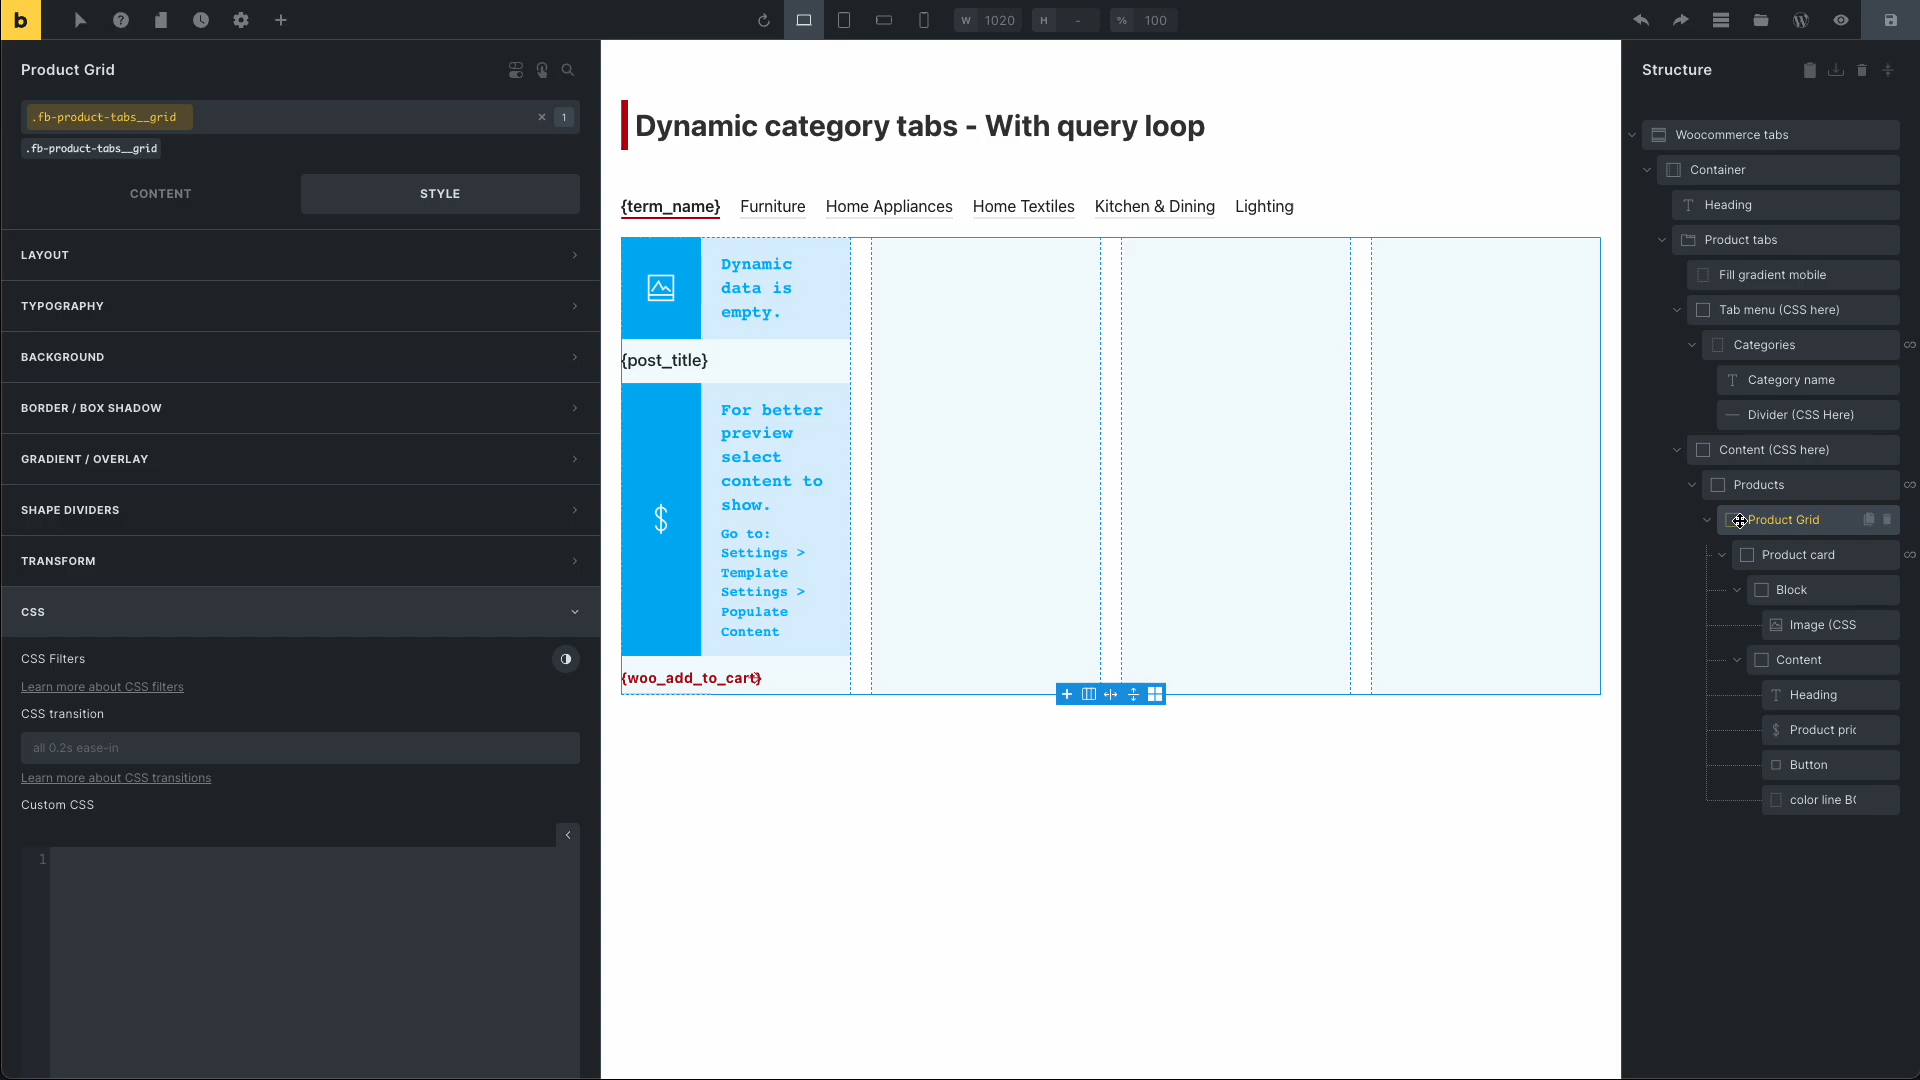 b
W 1020
H -
% 100
Product Grid
.fb-product-tabs__grid
× 1
.fb-product-tabs__grid
CONTENT
STYLE
LAYOUT
TYPOGRAPHY
BACKGROUND
BORDER / BOX SHADOW
GRADIENT / OVERLAY
SHAPE DIVIDERS
TRANSFORM
CSS
CSS Filters
Learn more about CSS filters
CSS transition
all 0.2s ease-in
Learn more about CSS transitions
Custom CSS
1
Dynamic category tabs - With query loop
{term_name} Furniture Home Appliances Home Textiles Kitchen & Dining Lighting
Dynamic
data is
empty.
{post_title}
For better
preview
select
content to
show.
Go to:
Settings >
Template
Settings >
Populate
Content
{woo_add_to_cart}
Structure
Woocommerce tabs
Container
Heading
Product tabs
Fill gradient mobile
Tab menu (CSS here)
Categories
Category name
Divider (CSS Here)
Content (CSS here)
Products
Product Grid
Product card
Block
Image (CSS
Content
Heading
Product pric
Button
color line BG